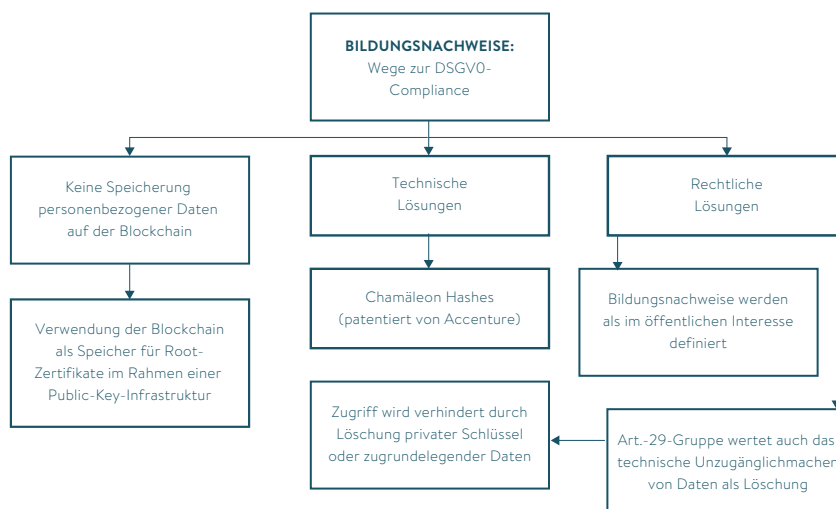 BILDUNGSNACHWEISE:
Wege zur DSGVO-
Compliance
Keine Speicherung
personenbezogener Daten
auf der Blockchain
Technische
Lösungen
Rechtliche
Lösungen
Verwendung der Blockchain
als Speicher für Root-
Zertifikate im Rahmen einer
Public-Key-Infrastruktur
Chamäleon Hashes
(patentiert von Accenture)
Bildungsnachweise werden
als im öffentlichen Interesse
definiert
Zugriff wird verhindert durch
Löschung privater Schlüssel
oder zugrundelegender Daten
Art.-29-Gruppe wertet auch das
technische Unzugänglichmachen
von Daten als Löschung